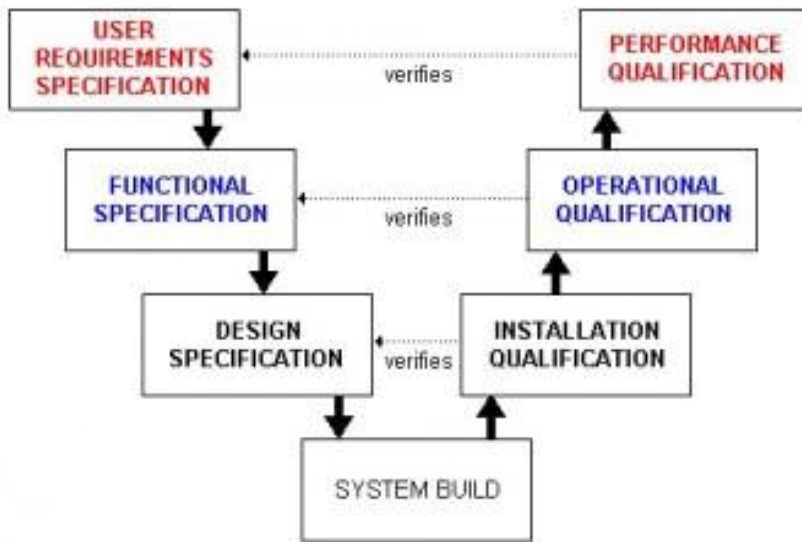 USER
REQUIREMENTS
SPECIFICATION
PERFORMANCE
QUALIFICATION
verifies
FUNCTIONAL
SPECIFICATION
OPERATIONAL
QUALIFICATION
verifies
DESIGN
SPECIFICATION
INSTALLATION
QUALIFICATION
verifies
SYSTEM BUILD